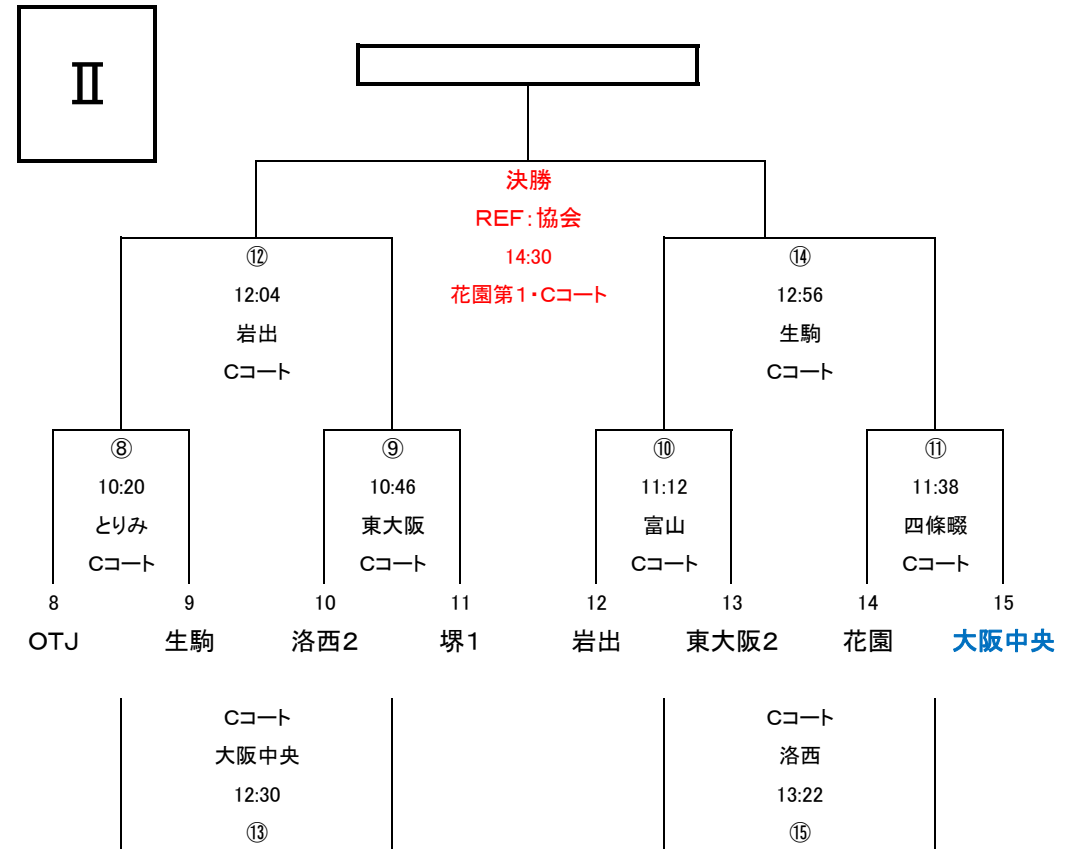 Ⅱ
決勝
REF：協会
14:30
花園第１・Ｃコート
⑫
12:04
岩出
Ｃコート
⑭
12:56
生駒
Ｃコート
⑧
10:20
とりみ
Ｃコート
⑨
10:46
東大阪
Ｃコート
⑩
11:12
富山
Ｃコート
⑪
11:38
四條畷
Ｃコート
8 9 10 11 12 13 14 15
ＯＴＪ 生駒 洛西２ 堺１ 岩出 東大阪２ 花園 大阪中央
Ｃコート
大阪中央
12:30
⑬
Ｃコート
洛西
13:22
⑮